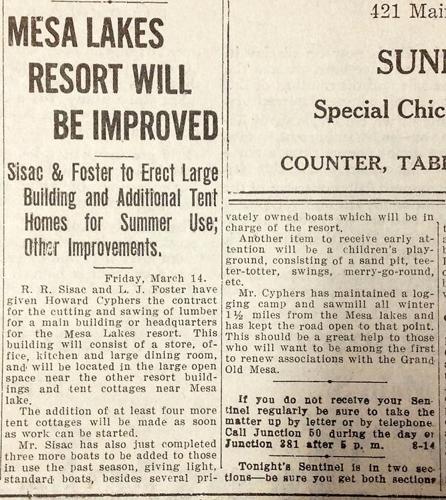 MESA LAKES
RESORT WILL
BE IMPROVED
Sisac & Foster to Erect Large
Building and Additional Tent
Homes for Summer Use;
Other Improvements.
Friday, March 14.
R. R. Sisac and L. J. Foster have
given Howard Cyphers the contract
for the cutting and sawing of lumber
for a main building or headquarters
for the Mesa Lakes resort. This
building will consist of a store, of-
fice, kitchen and large dining room,
and will be located in the large open
space near the other resort build-
ings and tent cottages near Mesa
lake.
The addition of at least four more
tent cottages will be made as soon
as work can be started.
Mr. Sisac has also just completed
three more boats to be added to those
in use the past season, giving light,
standard boats, besides several pri-
421 Mai
SUN
Special Chic
COUNTER, TAB
vately owned boats which will be in
charge of the resort.
Another item to receive early at-
tention will be a children's play-
ground, consisting of a sand pit, tee-
ter-totter, swings, merry-go-round,
etc.
Mr. Cyphers has maintained a log-
ging camp and sawmill all winter
1½ miles from the Mesa lakes and
has kept the road open to that point.
This should be a great help to those
who will want to be among the first
to renew associations with the Grand
Old Mesa.
If you do not receive your Sen-
tinel regularly be sure to take the
matter up by letter or by telephone
Call Junction 50 during the day or
Junction 381 after 5 p. m. 8-14
Tonight's Sentinel is in two sec-
tions—be sure you get both sections